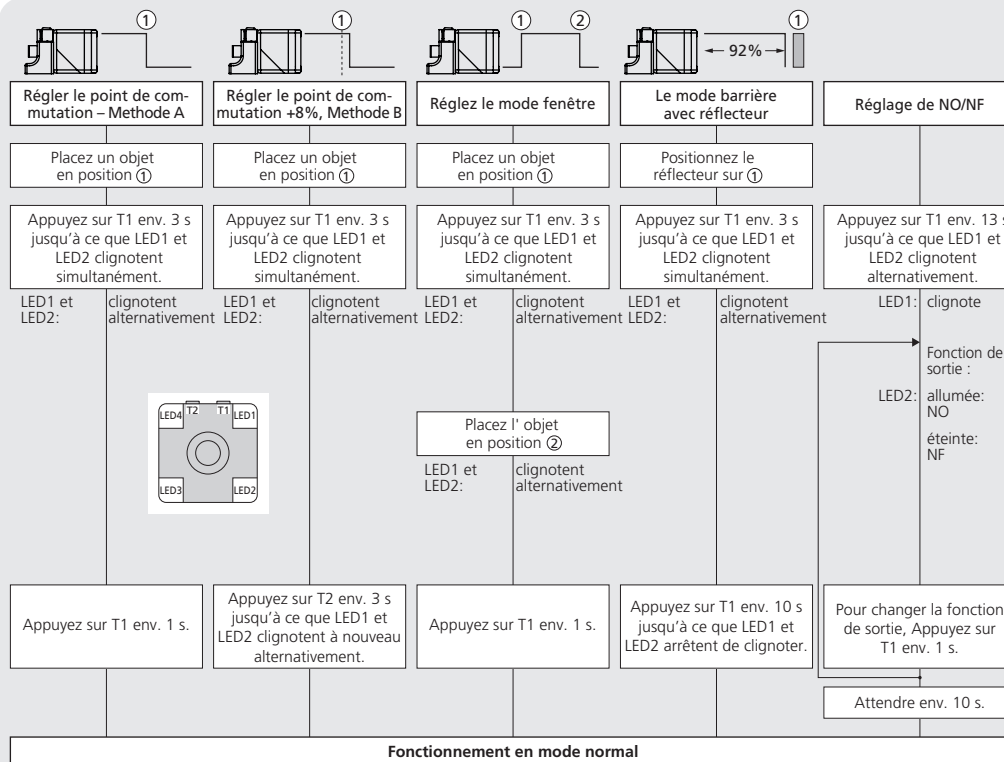 ①
①
①
②
92%
①
Régler le point de com-
mutation – Methode A
Régler le point de com-
mutation +8%, Methode B
Réglez le mode fenêtre
Le mode barrière
avec réflecteur
Réglage de NO/NF
Placez un objet
en position ①
Placez un objet
en position ①
Placez un objet
en position ①
Positionnez le
réflecteur sur ①
Appuyez sur T1 env. 3 s
jusqu’à ce que LED1 et
LED2 clignotent
simultanément.
Appuyez sur T1 env. 3 s
jusqu’à ce que LED1 et
LED2 clignotent
simultanément.
Appuyez sur T1 env. 3 s
jusqu’à ce que LED1 et
LED2 clignotent
simultanément.
Appuyez sur T1 env. 3 s
jusqu’à ce que LED1 et
LED2 clignotent
simultanément.
Appuyez sur T1 env. 13 s
jusqu’à ce que LED1 et
LED2 clignotent
alternativement.
LED1 et clignotent
LED2: alternativement
LED1 et clignotent
LED2: alternativement
LED1 et clignotent
LED2: alternativement
LED1 et clignotent
LED2: alternativement
LED1: clignote
Fonction de
sortie :
LED2: allumée:
NO
éteinte:
NF
LED4 T2 T1 LED1
LED3 LED2
Placez l' objet
en position ②
LED1 et clignotent
LED2: alternativement
Appuyez sur T1 env. 1 s.
Appuyez sur T2 env. 3 s
jusqu’à ce que LED1 et
LED2 clignotent à nouveau
alternativement.
Appuyez sur T1 env. 1 s.
Appuyez sur T1 env. 10 s
jusqu’à ce que LED1 et
LED2 arrêtent de clignoter.
Pour changer la fonction
de sortie, Appuyez sur
T1 env. 1 s.
Attendre env. 10 s.
Fonctionnement en mode normal